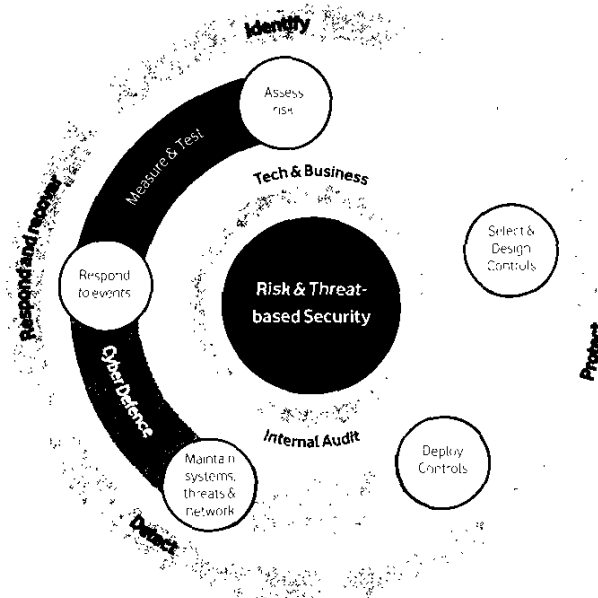 Identify
Assess
risk
Measure & Test
Tech & Business
Respond and recover
Select &
Design
Controls
Respond
to events
Risk & Threat-
based Security
Protect
Cyber Defence
Internal Audit
Deploy
Controls
Maintain
systems,
threats &
network
Detect